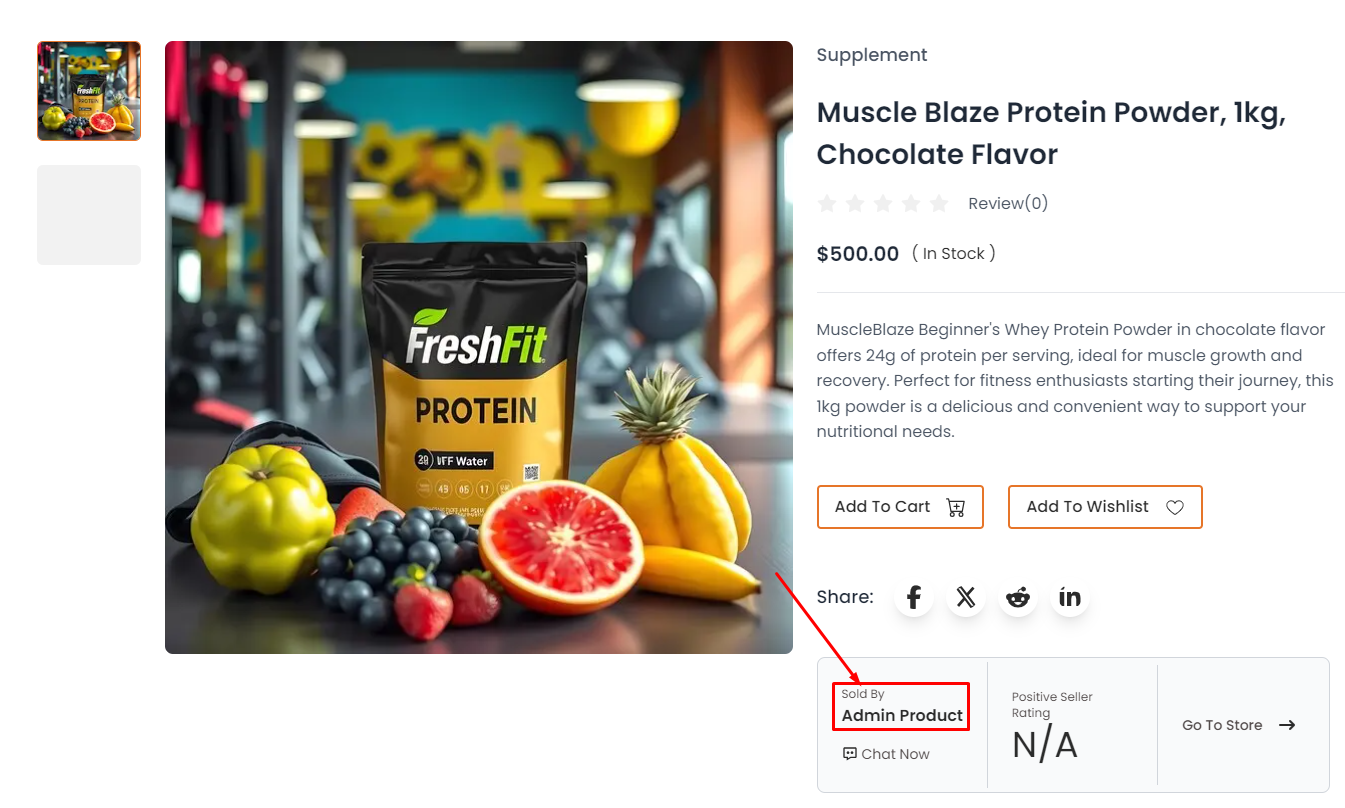 Supplement
Muscle Blaze Protein Powder, 1kg,
Chocolate Flavor
Review(0)
$500.00 ( In Stock )
MuscleBlaze Beginner's Whey Protein Powder in chocolate flavor
offers 24g of protein per serving, ideal for muscle growth and
recovery. Perfect for fitness enthusiasts starting their journey, this
1kg powder is a delicious and convenient way to support your
nutritional needs.
Add To Cart
Add To Wishlist
Share:
Sold By
Admin Product
Chat Now
Positive Seller
Rating
N/A
Go To Store
FreshFit
PROTEIN
Water
FreshFit
PROTEIN